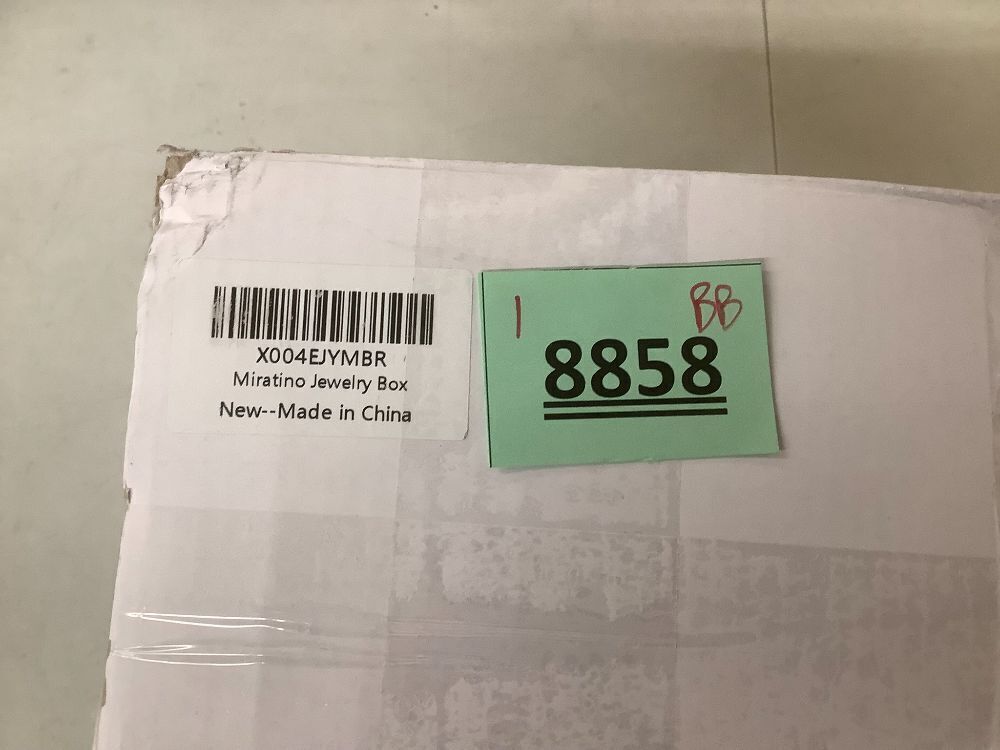 X004EJYMBR
Miratino Jewelry Box
New--Made in China
1 BB
8858